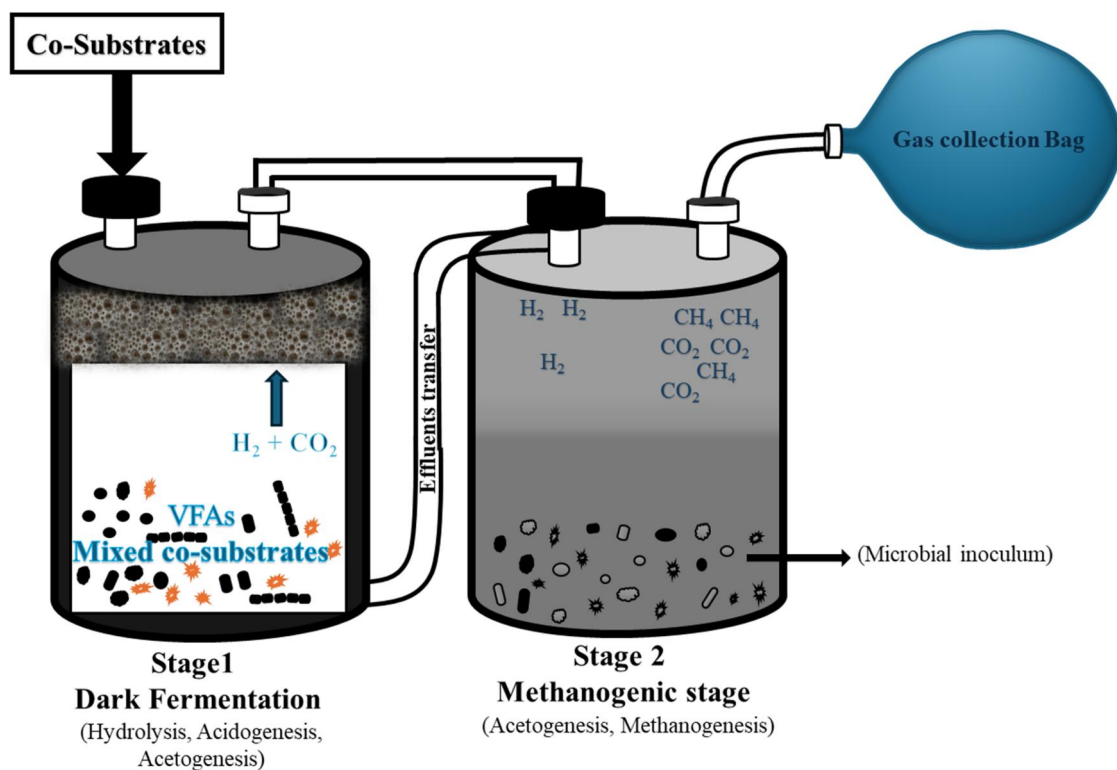 Co-Substrates
Gas collection Bag
H₂ H₂
H₂
CH₄ CH₄
CO₂ CO₂
CH₄
CO₂
Effluents transfer
H₂ + CO₂
VFAs
Mixed co-substrates
(Microbial inoculum)
Stage1
Dark Fermentation
(Hydrolysis, Acidogenesis,
Acetogenesis)
Stage 2
Methanogenic stage
(Acetogenesis, Methanogenesis)